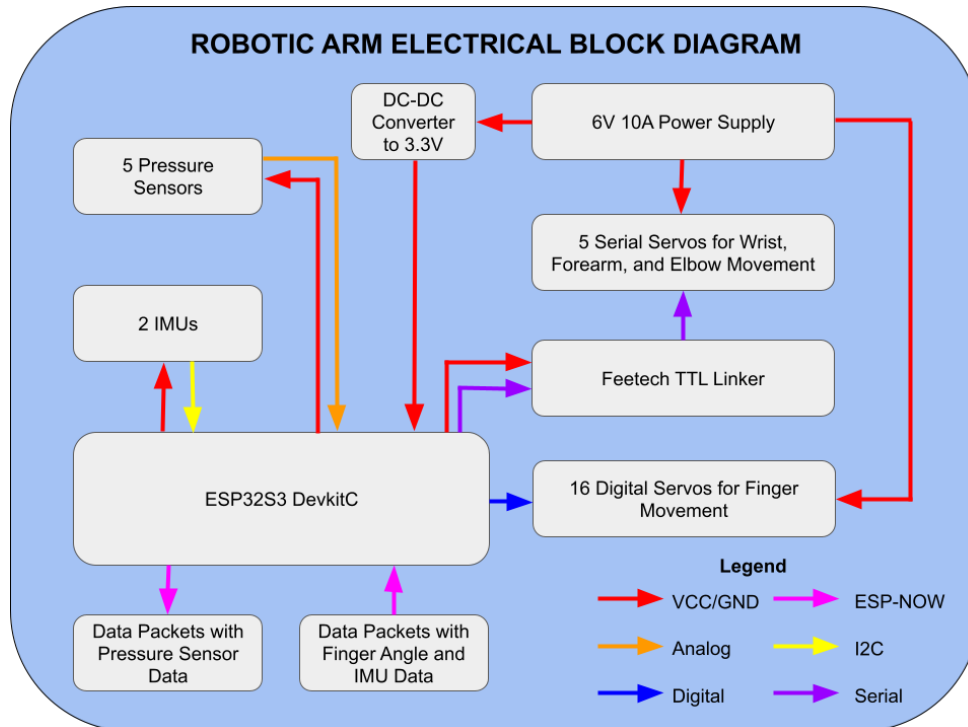 ROBOTIC ARM ELECTRICAL BLOCK DIAGRAM
DC-DC
Converter
to 3.3V
6V 10A Power Supply
5 Pressure
Sensors
5 Serial Servos for Wrist,
Forearm, and Elbow Movement
2 IMUs
Feetech TTL Linker
ESP32S3 DevkitC
16 Digital Servos for Finger
Movement
Data Packets with
Pressure Sensor
Data
Data Packets with
Finger Angle and
IMU Data
Legend
VCC/GND
ESP-NOW
Analog
I2C
Digital
Serial